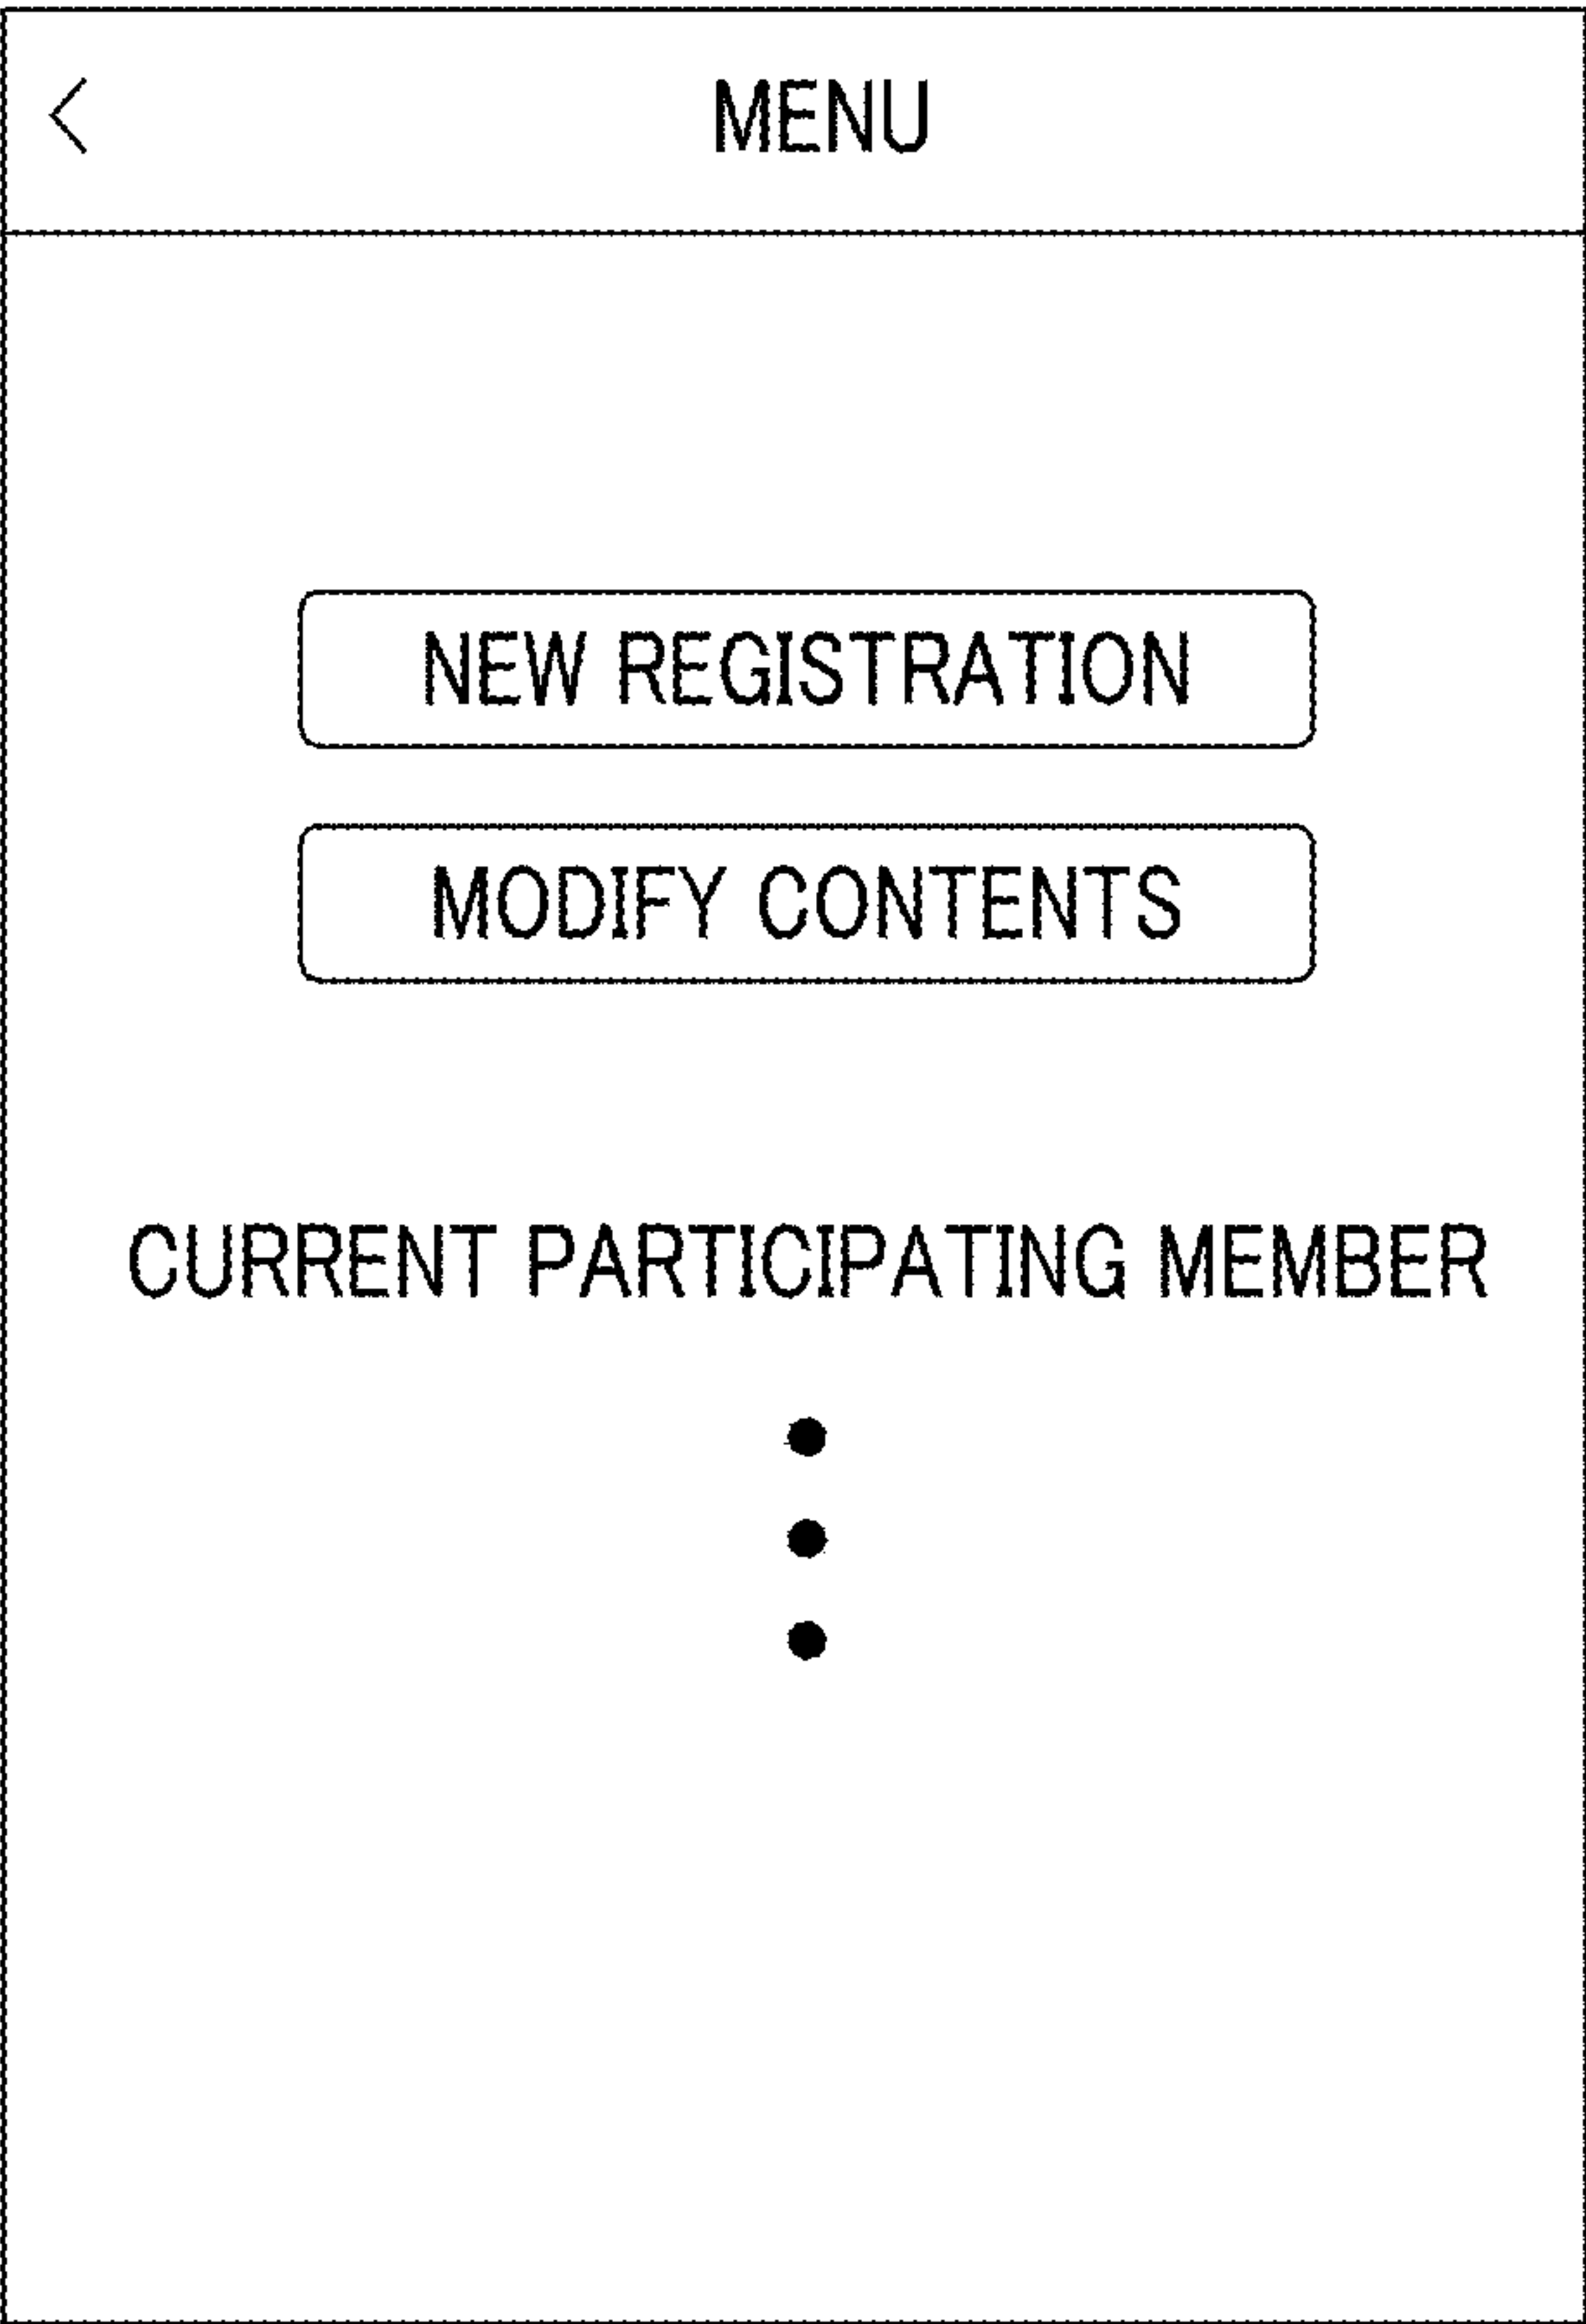 MENU
NEW REGISTRATION
MODIFY CONTENTS
CURRENT PARTICIPATING MEMBER